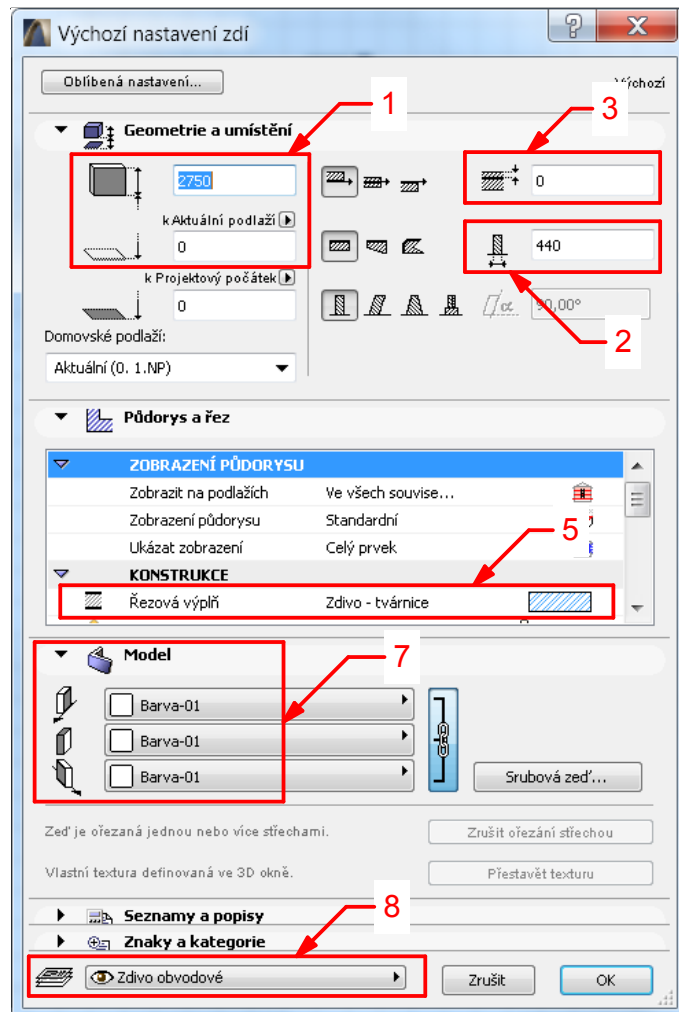 Výchozí nastavení zdí
?
X
Oblíbená nastavení...
Výchozí
1
3
Geometrie a umístění
2750
0
k Aktuální podlaží
0
440
k Projektový počátek
0
α
90,00°
2
Domovské podlaží:
Aktuální (0. 1.NP)
Půdorys a řez
ZOBRAZENÍ PŮDORYSU
Zobrazit na podlažích Ve všech souvise...
Zobrazení půdorysu Standardní
5
Ukázat zobrazení Celý prvek
KONSTRUKCE
Řezová výplň Zdivo - tvárnice
Model
7
Barva-01
Barva-01
Barva-01
Srubová zeď...
Zeď je ořezaná jednou nebo více střechami.
Zrušit ořezání střechou
Vlastní textura definovaná ve 3D okně.
Přestavět texturu
8
Seznamy a popisy
Znaky a kategorie
Zdivo obvodové
Zrušit
OK